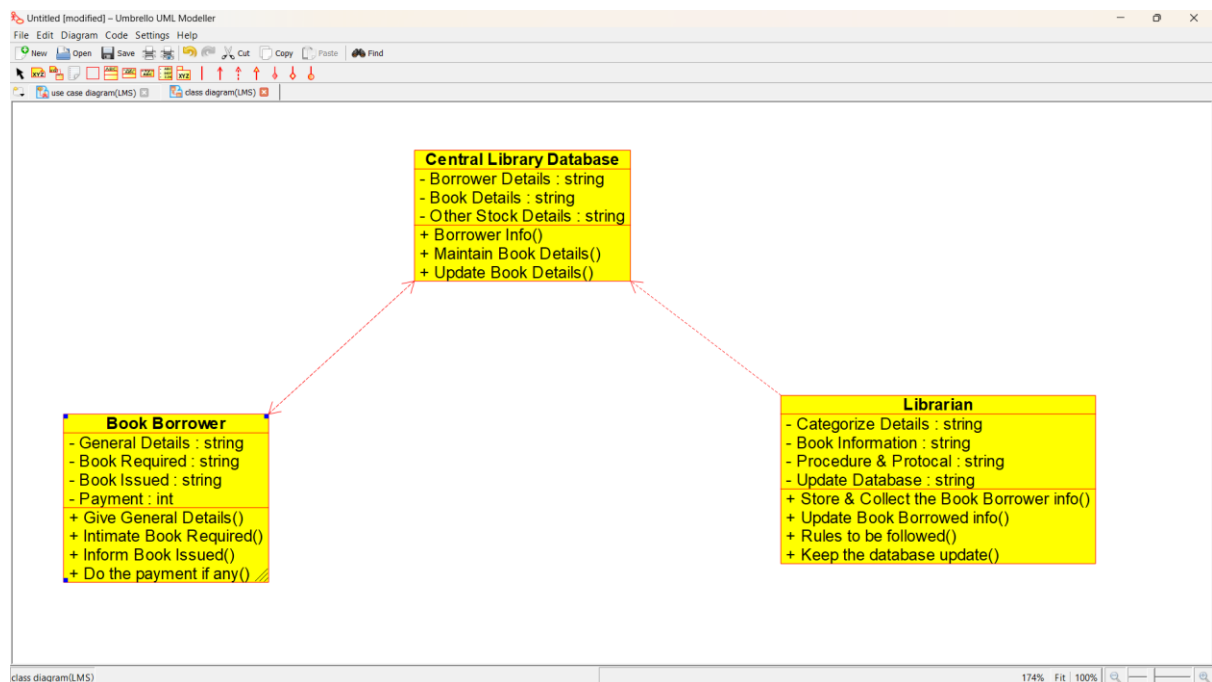 Untitled [modified] – Umbrello UML Modeller
File Edit Diagram Code Settings Help
New Open Save Cut Copy Paste Find
use case diagram(LMS) class diagram(LMS)
Central Library Database
- Borrower Details : string
- Book Details : string
- Other Stock Details : string
+ Borrower Info()
+ Maintain Book Details()
+ Update Book Details()
Book Borrower
- General Details : string
- Book Required : string
- Book Issued : string
- Payment : int
+ Give General Details()
+ Intimate Book Required()
+ Inform Book Issued()
+ Do the payment if any()
Librarian
- Categorize Details : string
- Book Information : string
- Procedure & Protocal : string
- Update Database : string
+ Store & Collect the Book Borrower info()
+ Update Book Borrowed info()
+ Rules to be followed()
+ Keep the database update()
class diagram(LMS)
174% Fit 100%